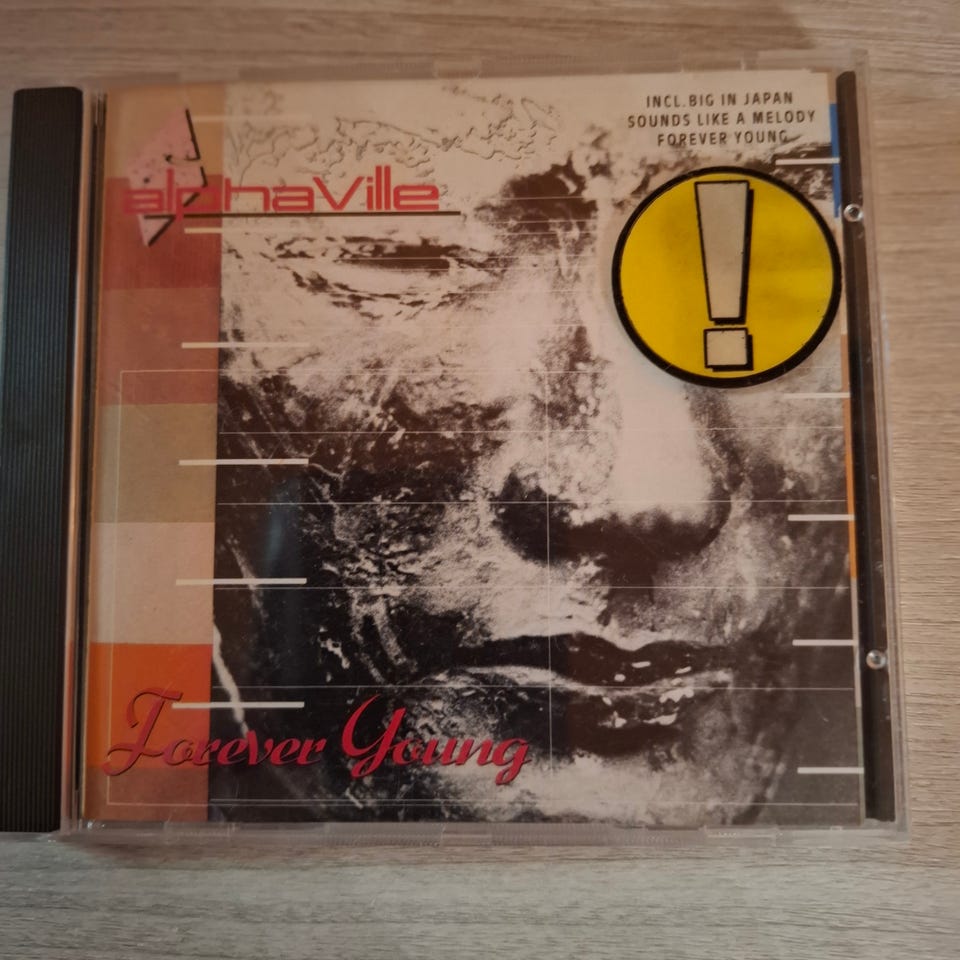 INCL. BIG IN JAPAN
SOUNDS LIKE A MELODY
FOREVER YOUNG
alphaVille
!
Forever Young